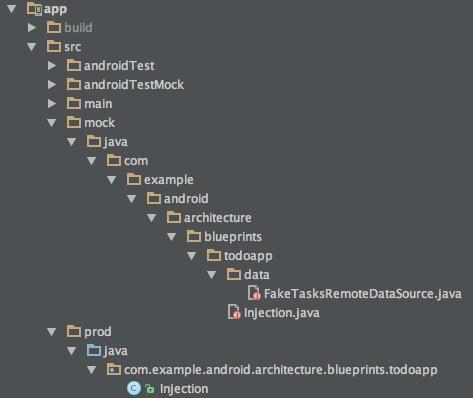 app
build
src
androidTest
androidTestMock
main
mock
java
com
example
android
architecture
blueprints
todoapp
data
FakeTasksRemoteDataSource.java
Injection.java
prod
java
com.example.android.architecture.blueprints.todoapp
C Injection